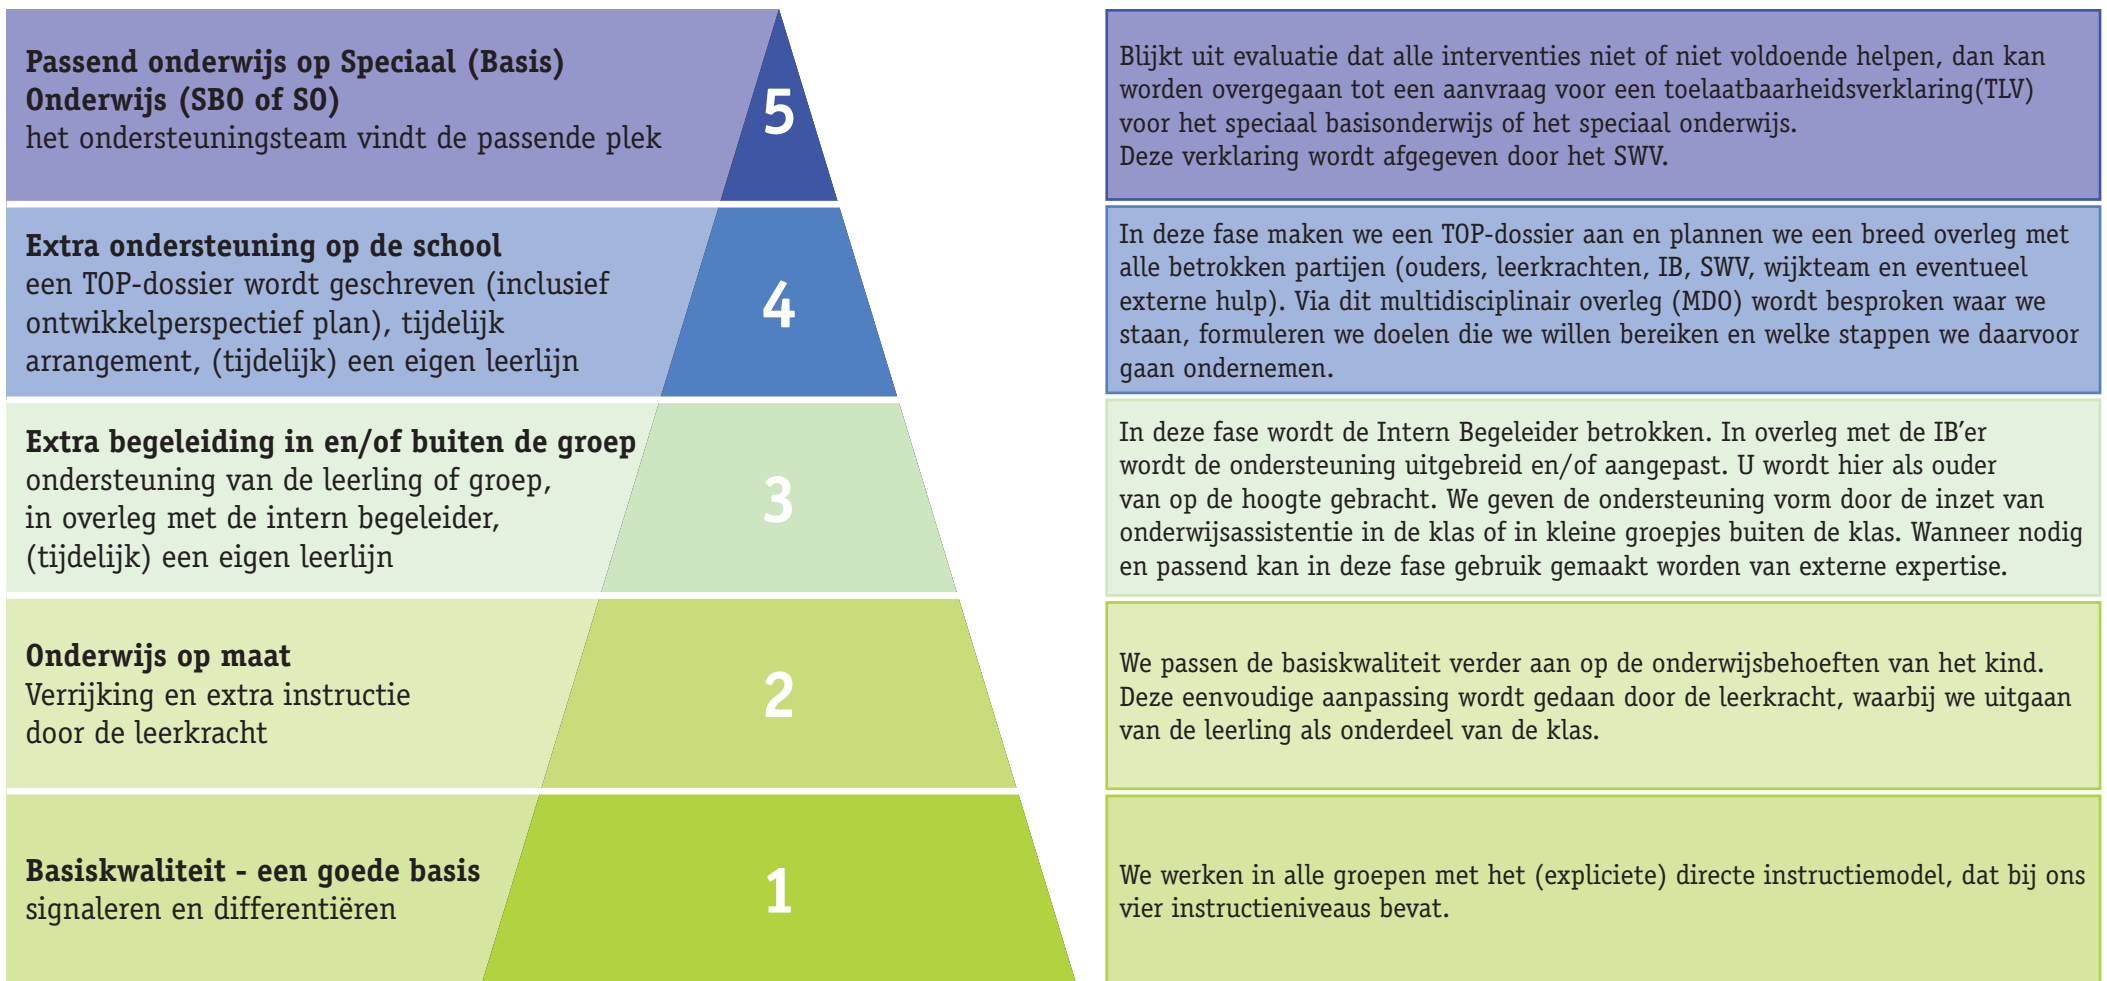 Passend onderwijs op Speciaal (Basis)
Onderwijs (SBO of SO)
het ondersteuningsteam vindt de passende plek
5
Blijkt uit evaluatie dat alle interventies niet of niet voldoende helpen, dan kan
worden overgegaan tot een aanvraag voor een toelaatbaarheidsverklaring(TLV)
voor het speciaal basisonderwijs of het speciaal onderwijs.
Deze verklaring wordt afgegeven door het SWV.
Extra ondersteuning op de school
een TOP-dossier wordt geschreven (inclusief
ontwikkelperspectief plan), tijdelijk
arrangement, (tijdelijk) een eigen leerlijn
4
In deze fase maken we een TOP-dossier aan en plannen we een breed overleg met
alle betrokken partijen (ouders, leerkrachten, IB, SWV, wijkteam en eventueel
externe hulp). Via dit multidisciplinair overleg (MDO) wordt besproken waar we
staan, formuleren we doelen die we willen bereiken en welke stappen we daarvoor
gaan ondernemen.
Extra begeleiding in en/of buiten de groep
ondersteuning van de leerling of groep,
in overleg met de intern begeleider,
(tijdelijk) een eigen leerlijn
3
In deze fase wordt de Intern Begeleider betrokken. In overleg met de IB’er
wordt de ondersteuning uitgebreid en/of aangepast. U wordt hier als ouder
van op de hoogte gebracht. We geven de ondersteuning vorm door de inzet van
onderwijsassistentie in de klas of in kleine groepjes buiten de klas. Wanneer nodig
en passend kan in deze fase gebruik gemaakt worden van externe expertise.
Onderwijs op maat
Verrijking en extra instructie
door de leerkracht
2
We passen de basiskwaliteit verder aan op de onderwijsbehoeften van het kind.
Deze eenvoudige aanpassing wordt gedaan door de leerkracht, waarbij we uitgaan
van de leerling als onderdeel van de klas.
Basiskwaliteit - een goede basis
signaleren en differentiëren
1
We werken in alle groepen met het (expliciete) directe instructiemodel, dat bij ons
vier instructieniveaus bevat.